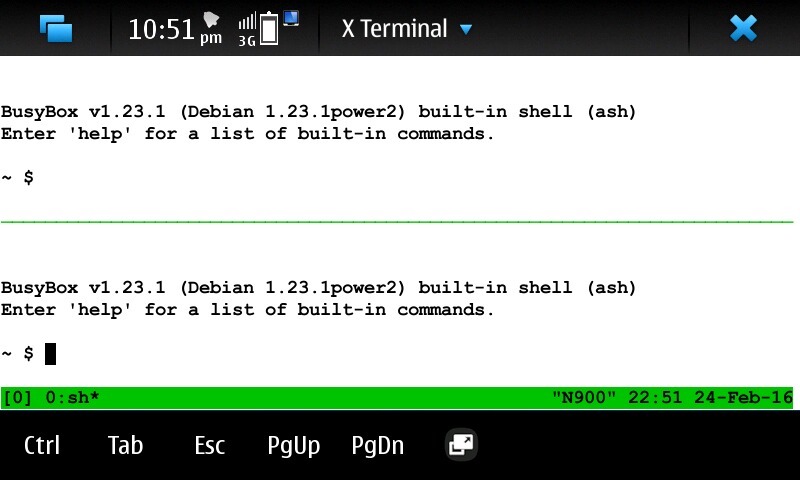 10:51 pm 3G X Terminal
BusyBox v1.23.1 (Debian 1.23.1power2) built-in shell (ash)
Enter 'help' for a list of built-in commands.
~ $
BusyBox v1.23.1 (Debian 1.23.1power2) built-in shell (ash)
Enter 'help' for a list of built-in commands.
~ $
[0] 0:sh* "N900" 22:51 24-Feb-16
Ctrl Tab Esc PgUp PgDn